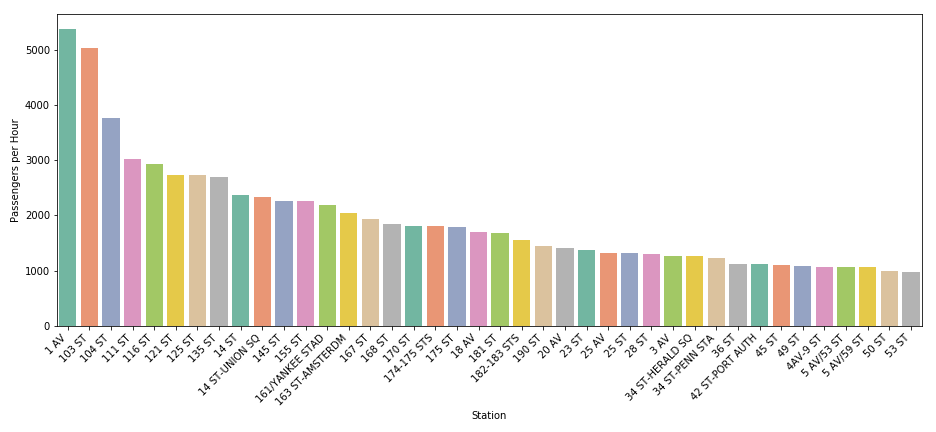 Passengers per Hour
5000
4000
3000
2000
1000
0
1 AV
103 ST
104 ST
111 ST
116 ST
121 ST
125 ST
135 ST
14 ST
14 ST-UNION SQ
145 ST
155 ST
161/YANKEE STAD
163 ST-AMSTERDM
167 ST
168 ST
170 ST
174-175 STS
175 ST
18 AV
181 ST
182-183 STS
190 ST
20 AV
23 ST
25 AV
25 ST
28 ST
3 AV
34 ST-HERALD SQ
34 ST-PENN STA
36 ST
42 ST-PORT AUTH
45 ST
49 ST
4AV-9 ST
5 AV/53 ST
5 AV/59 ST
50 ST
53 ST
Station